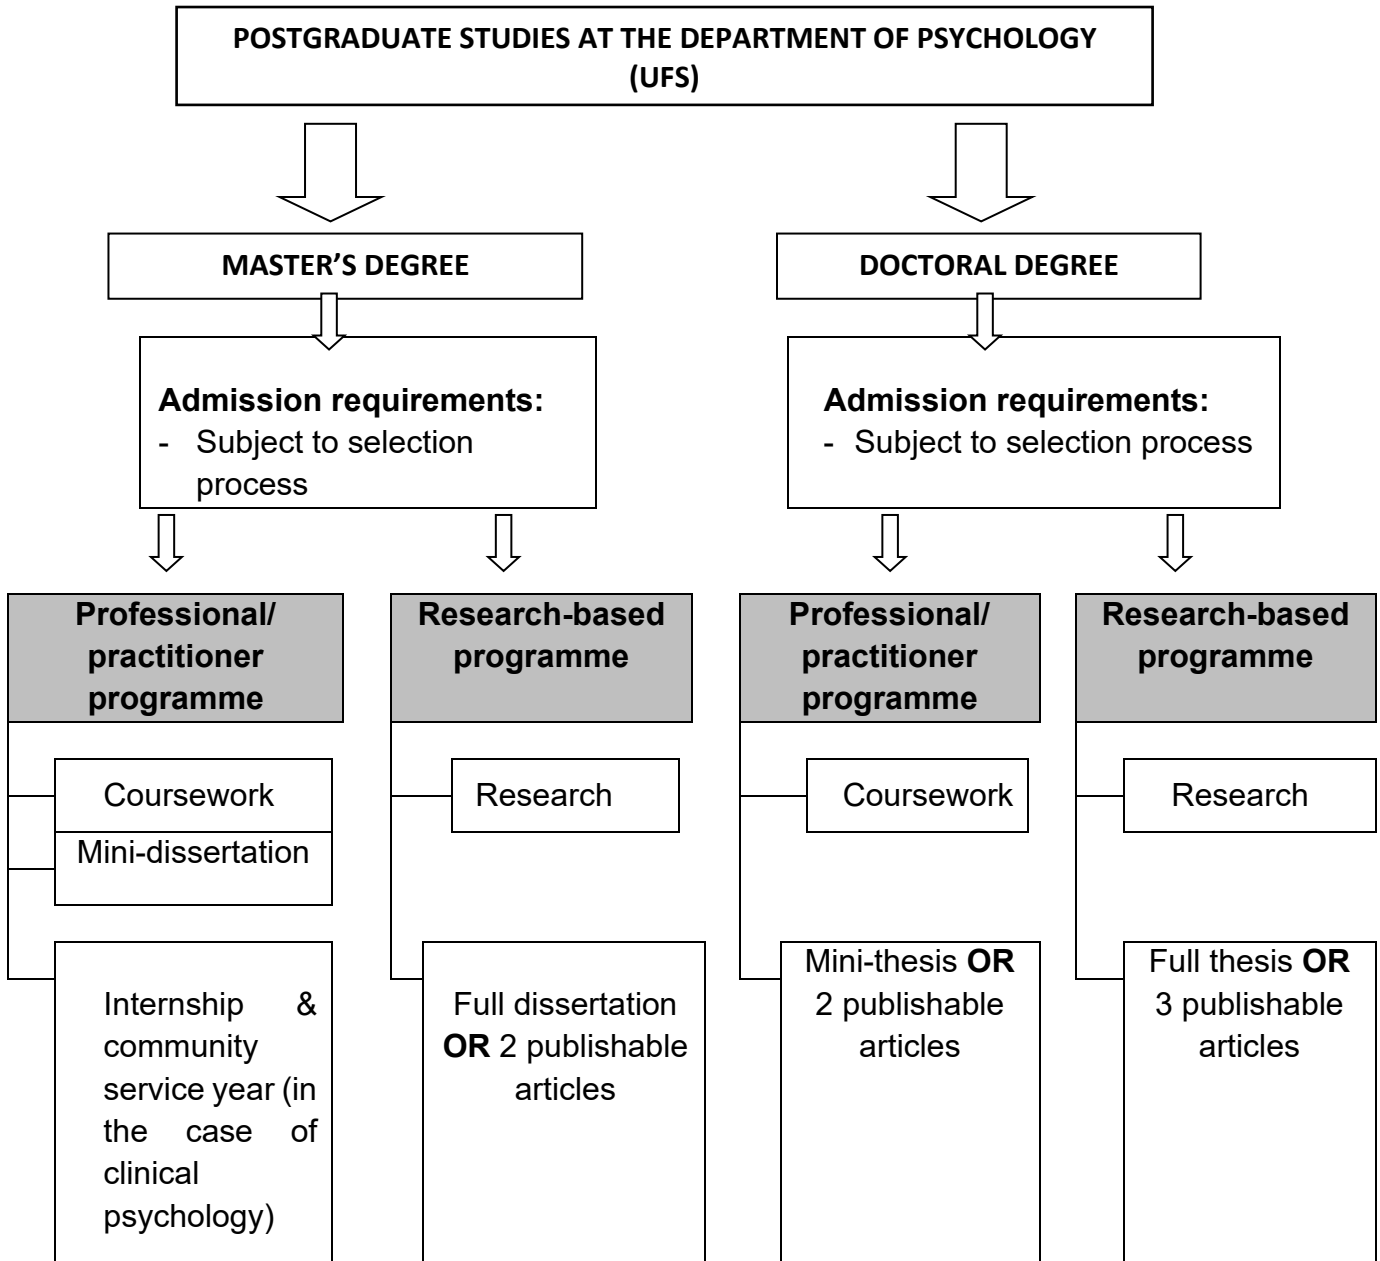 POSTGRADUATE STUDIES AT THE DEPARTMENT OF PSYCHOLOGY
(UFS)
MASTER’S DEGREE
DOCTORAL DEGREE
Admission requirements:
- Subject to selection
process
Admission requirements:
- Subject to selection process
Professional/
practitioner
programme
Research-based
programme
Professional/
practitioner
programme
Research-based
programme
Coursework
Mini-dissertation
Internship &
community
service year (in
the case of
clinical
psychology)
Research
Full dissertation
OR 2 publishable
articles
Coursework
Mini-thesis OR
2 publishable
articles
Research
Full thesis OR
3 publishable
articles